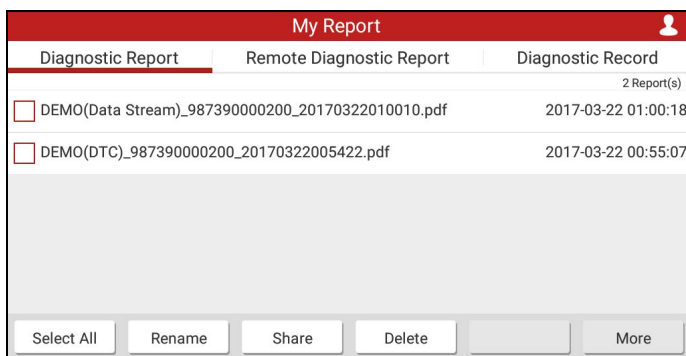 My Report
Diagnostic Report Remote Diagnostic Report Diagnostic Record
2 Report(s)
DEMO(Data Stream)_987390000200_20170322010010.pdf 2017-03-22 01:00:18
DEMO(DTC)_987390000200_20170322005422.pdf 2017-03-22 00:55:07
Select All Rename Share Delete More